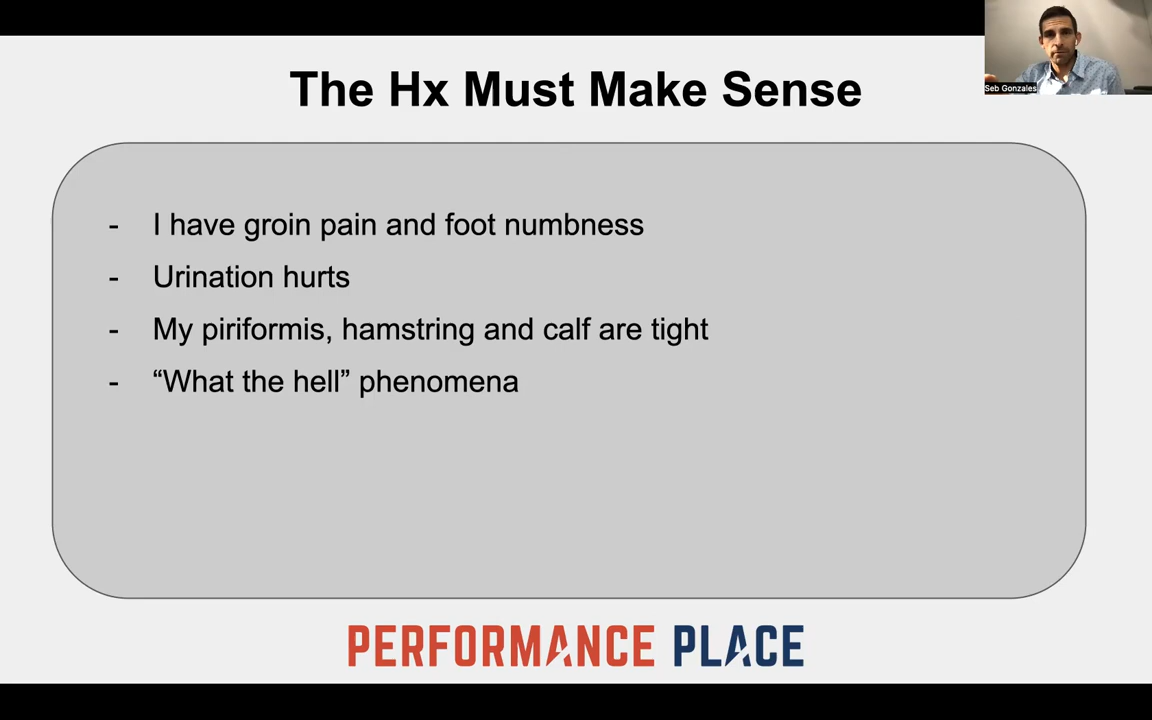 The Hx Must Make Sense
Seb Gonzales
- I have groin pain and foot numbness
- Urination hurts
- My piriformis, hamstring and calf are tight
- “What the hell” phenomena
PERFORMANCE PLACE